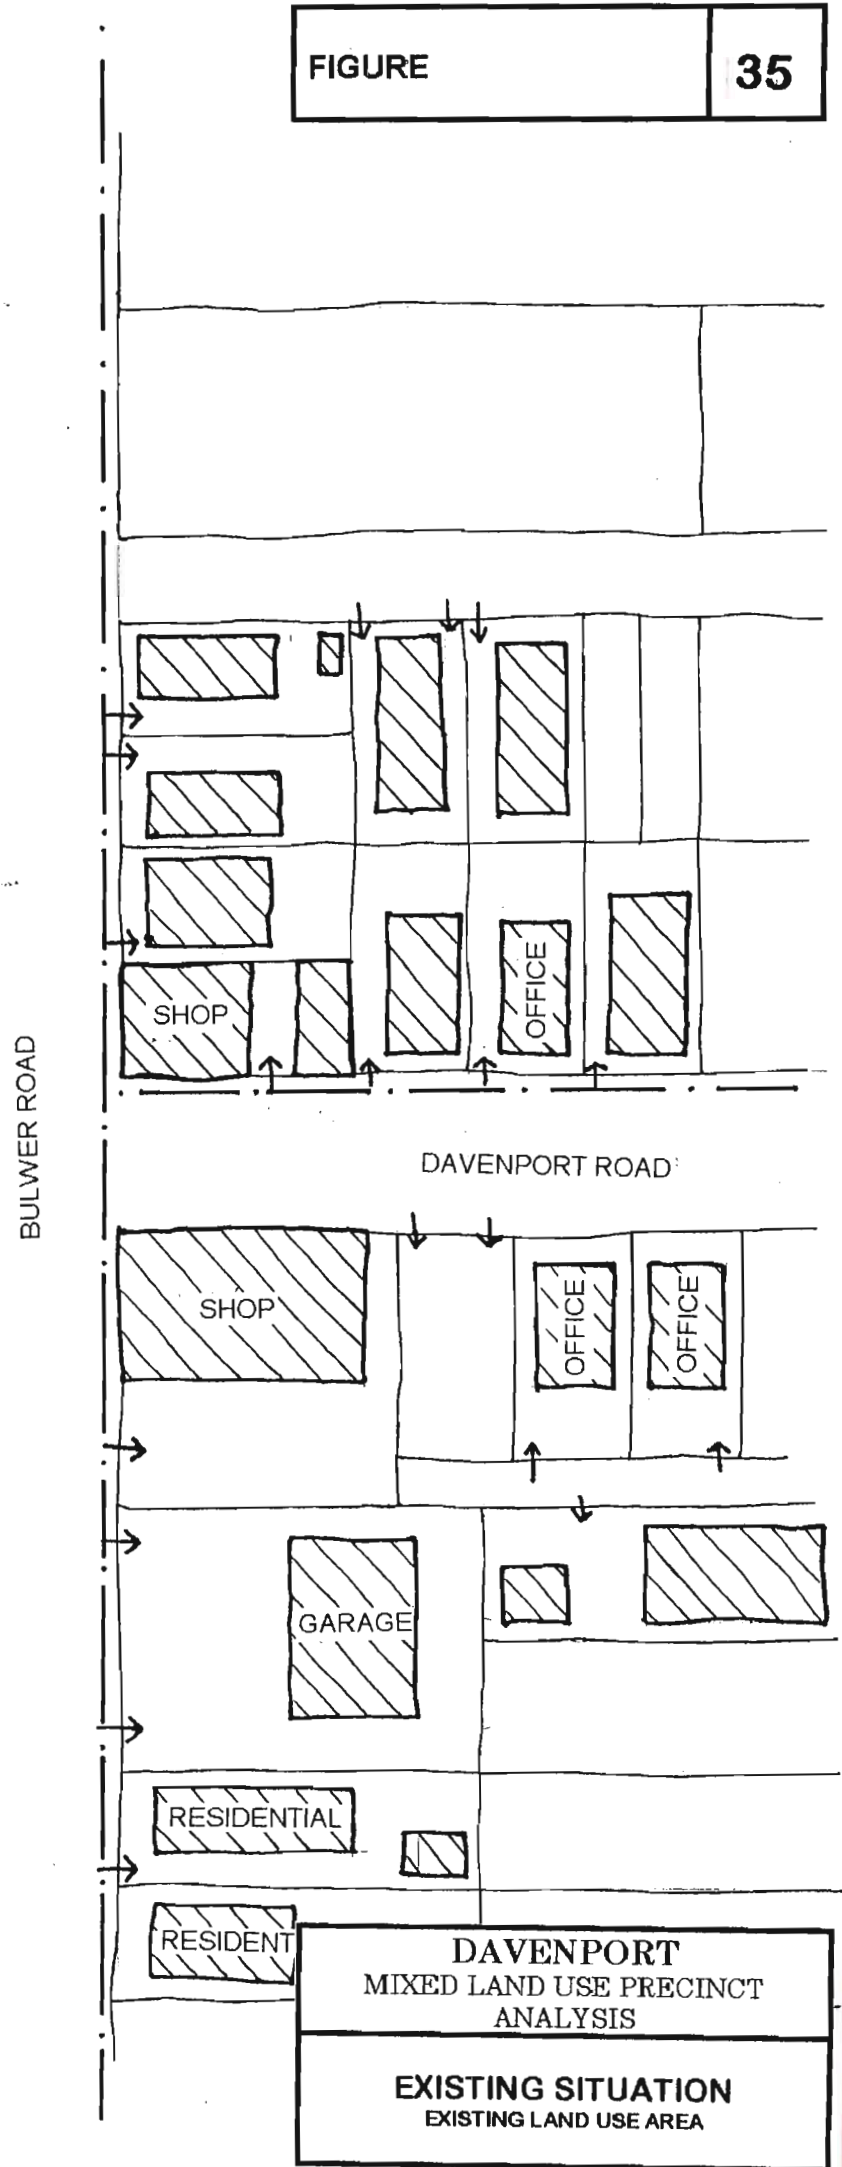 FIGURE
35
SHOP
OFFICE
BULWER ROAD
DAVENPORT ROAD
SHOP
OFFICE
OFFICE
GARAGE
RESIDENTIAL
RESIDENT
DAVENPORT
MIXED LAND USE PRECINCT
ANALYSIS
EXISTING SITUATION
EXISTING LAND USE AREA